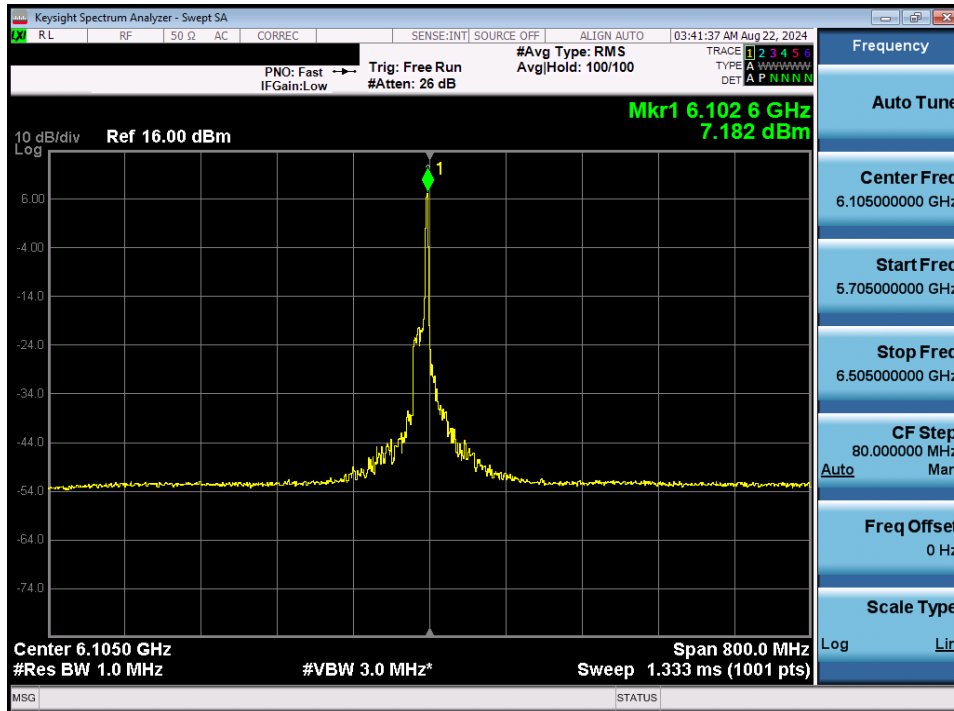 Keysight Spectrum Analyzer - Swept SA
LXI RL RF 50 Ω AC CORREC SENSE:INT SOURCE OFF ALIGN AUTO 03:41:37 AM Aug 22, 2024
PNO: Fast
IFGain:Low
Trig: Free Run
#Atten: 26 dB
#Avg Type: RMS
Avg|Hold: 100/100
TRACE 1 2 3 4 5 6
TYPE A WWWWW
DET A P N N N N
Mkr1 6.102 6 GHz
7.182 dBm
10 dB/div Ref 16.00 dBm
Log
1
6.00
-4.00
-14.0
-24.0
-34.0
-44.0
-54.0
-64.0
-74.0
Center 6.1050 GHz Span 800.0 MHz
#Res BW 1.0 MHz #VBW 3.0 MHz* Sweep 1.333 ms (1001 pts)
MSG STATUS
Frequency
Auto Tune
Center Freq
6.105000000 GHz
Start Freq
5.705000000 GHz
Stop Freq
6.505000000 GHz
CF Step
80.000000 MHz
Auto Man
Freq Offset
0 Hz
Scale Type
Log Lin